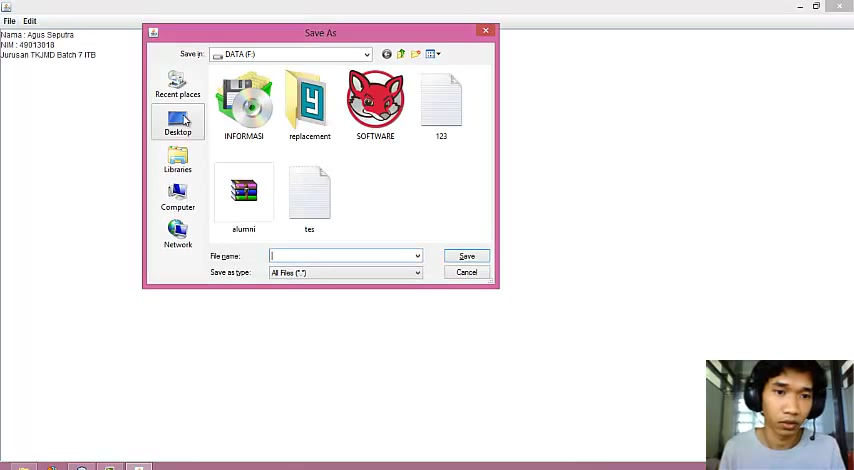 File Edit
Nama : Agus Seputra
NIM : 49013018
Jurusan TKJMD Batch 7 ITB
Save As
Save in: DATA (F:)
Recent places
Desktop
Libraries
Computer
Network
INFORMASI replacement SOFTWARE 123
alumni tes
File name: Save
Save as type: All Files (*.*) Cancel